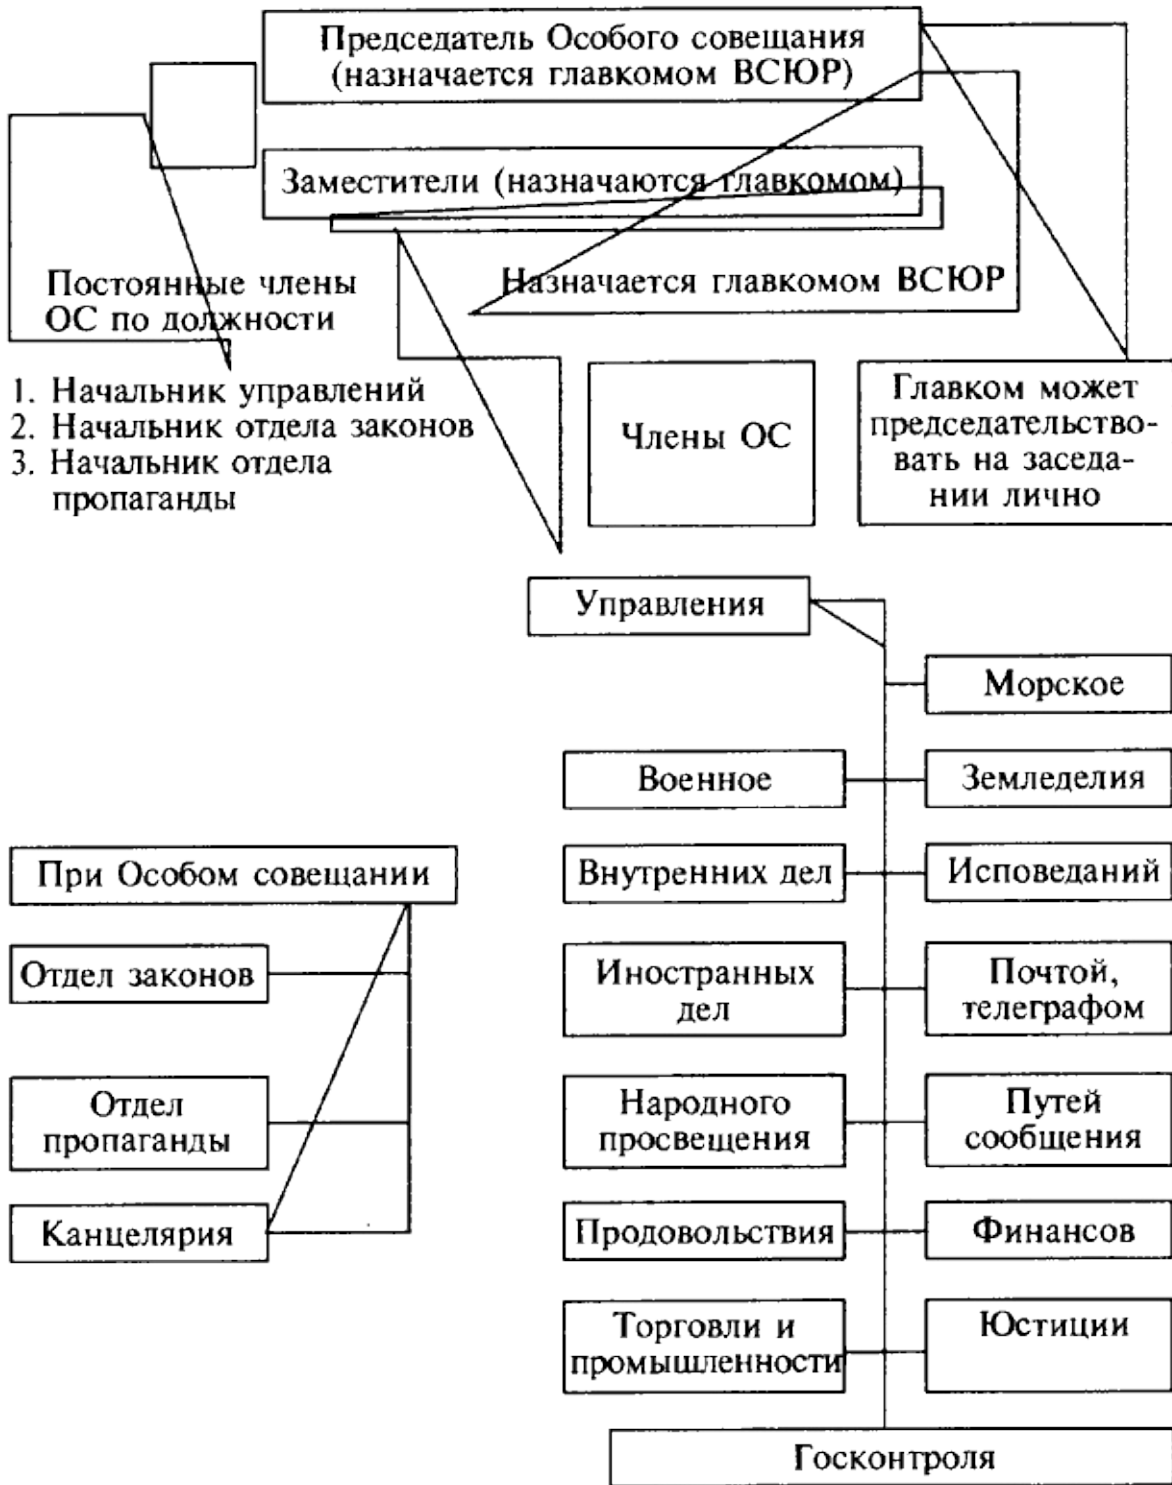 Председатель Особого совещания
(назначается главкомом ВСЮР)
Заместители (назначаются главкомом)
Назначается главкомом ВСЮР
Постоянные члены
ОС по должности
1. Начальник управлений
2. Начальник отдела законов
3. Начальник отдела
пропаганды
Члены ОС
Главком может
председательство-
вать на заседа-
нии лично
Управления
Морское
Военное
Земледелия
Внутренних дел
Исповеданий
Иностранных
дел
Почтой,
телеграфом
Народного
просвещения
Путей
сообщения
Продовольствия
Финансов
Торговли и
промышленности
Юстиции
Госконтроля
При Особом совещании
Отдел законов
Отдел
пропаганды
Канцелярия